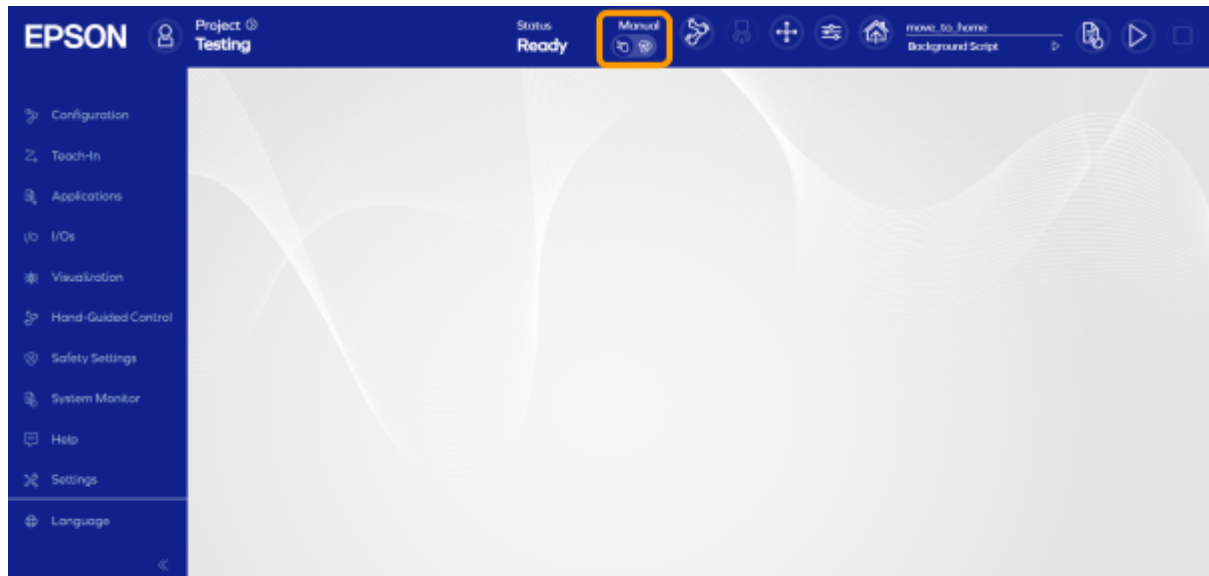 EPSON
Project
Testing
Status
Ready
Manual
move_to_home
Background Script
Configuration
Teach-In
Applications
I/O I/Os
Visualization
Hand-Guided Control
Safety Settings
System Monitor
Help
Settings
Language